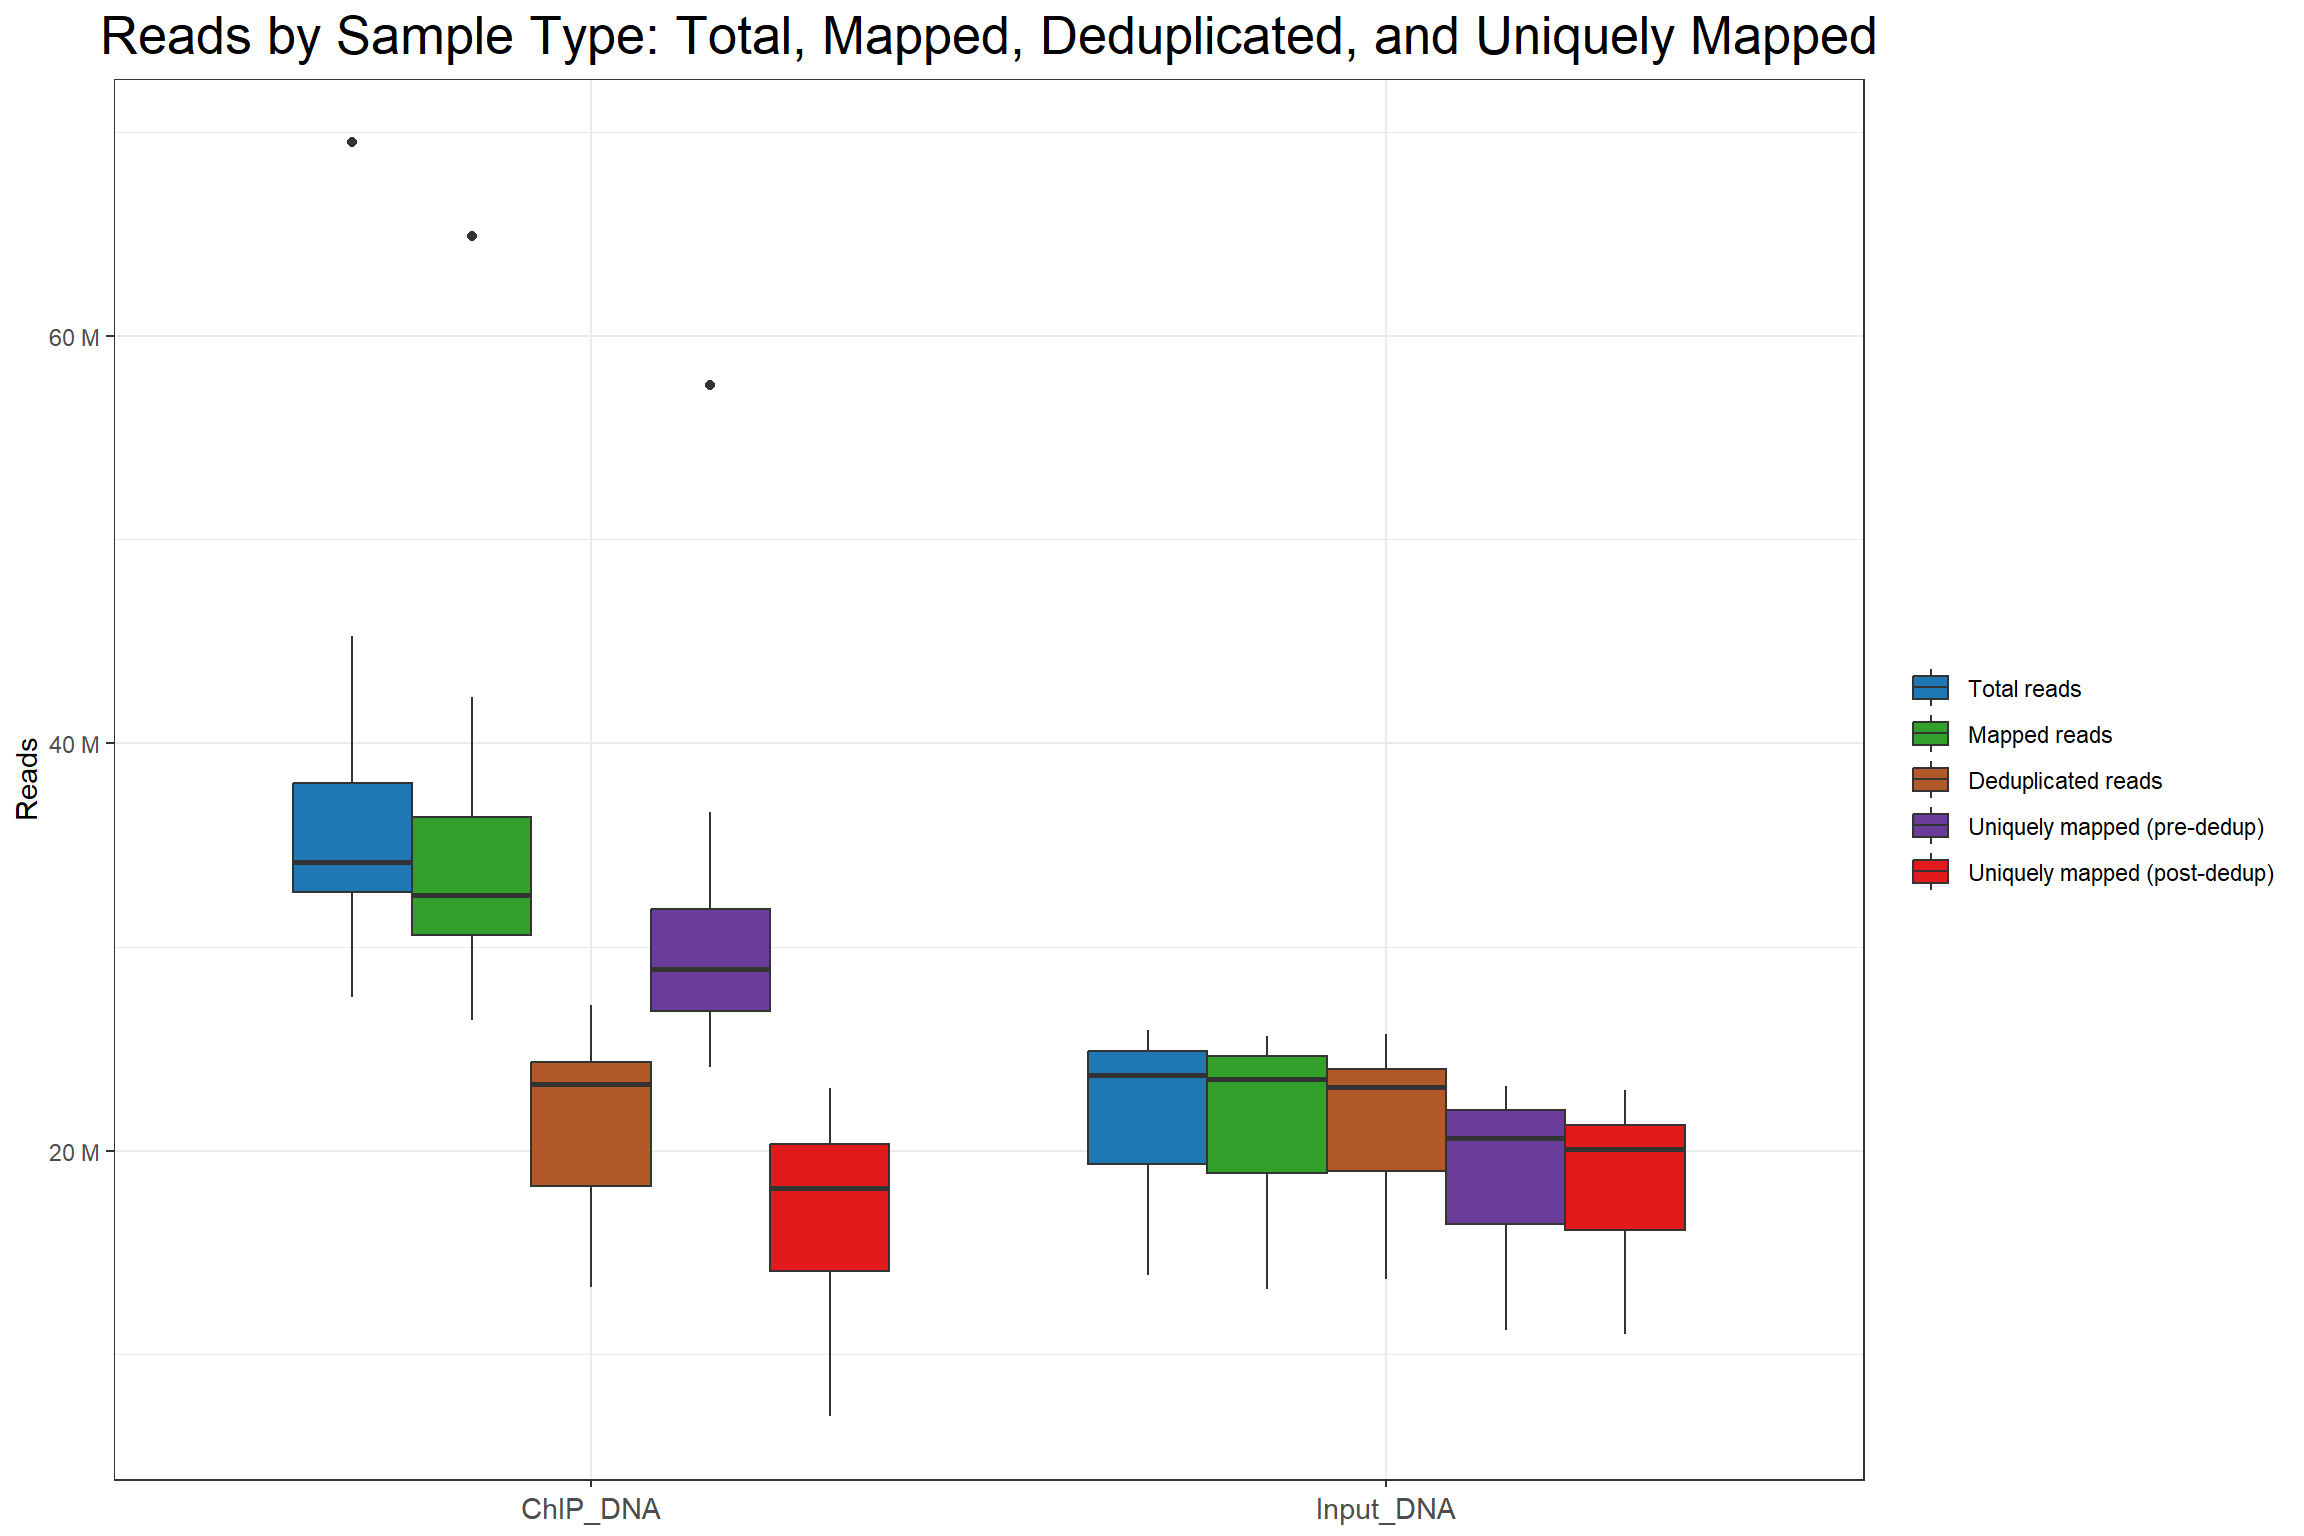 Reads by Sample Type: Total, Mapped, Deduplicated, and Uniquely Mapped
60 M
40 M
20 M
Reads
ChIP_DNA
Input_DNA
Total reads
Mapped reads
Deduplicated reads
Uniquely mapped (pre-dedup)
Uniquely mapped (post-dedup)